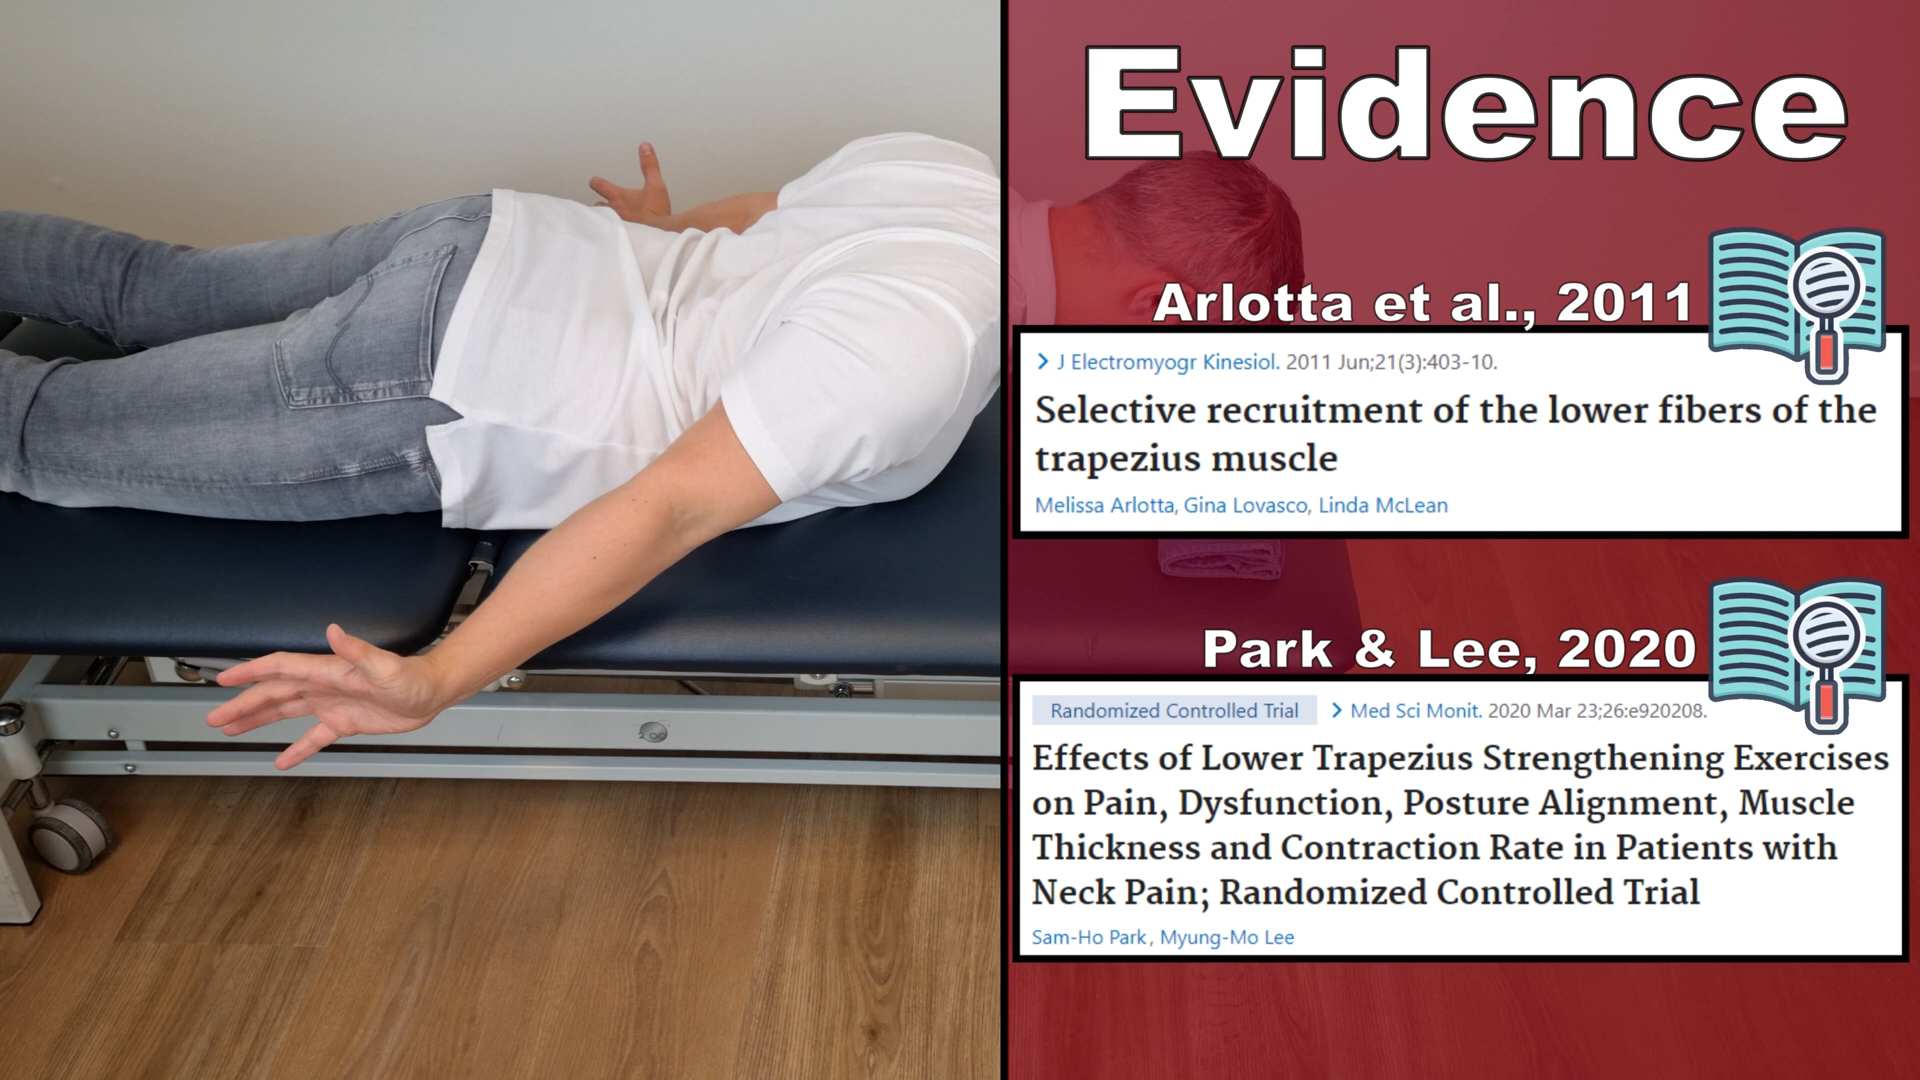 Evidence
Arlotta et al., 2011
J Electromyogr Kinesiol. 2011 Jun;21(3):403-10.
Selective recruitment of the lower fibers of the
trapezius muscle
Melissa Arlotta, Gina Lovasco, Linda McLean
Park & Lee, 2020
Randomized Controlled Trial > Med Sci Monit. 2020 Mar 23;26:e920208.
Effects of Lower Trapezius Strengthening Exercises
on Pain, Dysfunction, Posture Alignment, Muscle
Thickness and Contraction Rate in Patients with
Neck Pain; Randomized Controlled Trial
Sam-Ho Park, Myung-Mo Lee